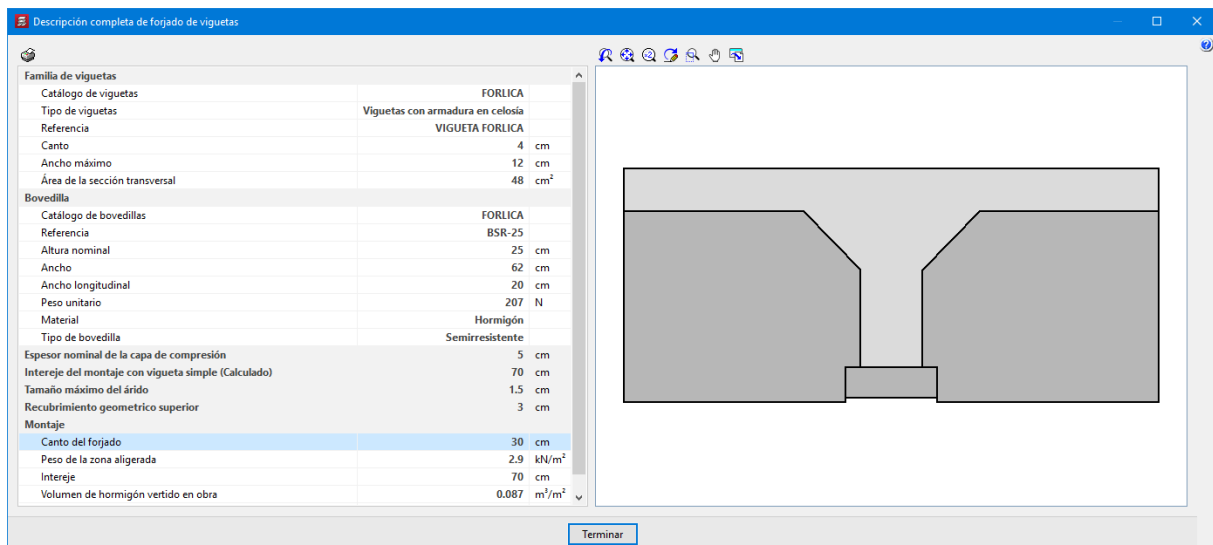 Descripción completa de forjado de viguetas
Familia de viguetas
Catálogo de viguetas FORLICA
Tipo de viguetas Viguetas con armadura en celosía
Referencia VIGUETA FORLICA
Canto 4 cm
Ancho máximo 12 cm
Área de la sección transversal 48 cm²
Bovedilla
Catálogo de bovedillas FORLICA
Referencia BSR-25
Altura nominal 25 cm
Ancho 62 cm
Ancho longitudinal 20 cm
Peso unitario 207 N
Material Hormigón
Tipo de bovedilla Semirresistente
Espesor nominal de la capa de compresión 5 cm
Intereje del montaje con vigueta simple (Calculado) 70 cm
Tamaño máximo del árido 1.5 cm
Recubrimiento geometrico superior 3 cm
Montaje
Canto del forjado 30 cm
Peso de la zona aligerada 2.9 kN/m²
Intereje 70 cm
Volumen de hormigón vertido en obra 0.087 m³/m²
Terminar